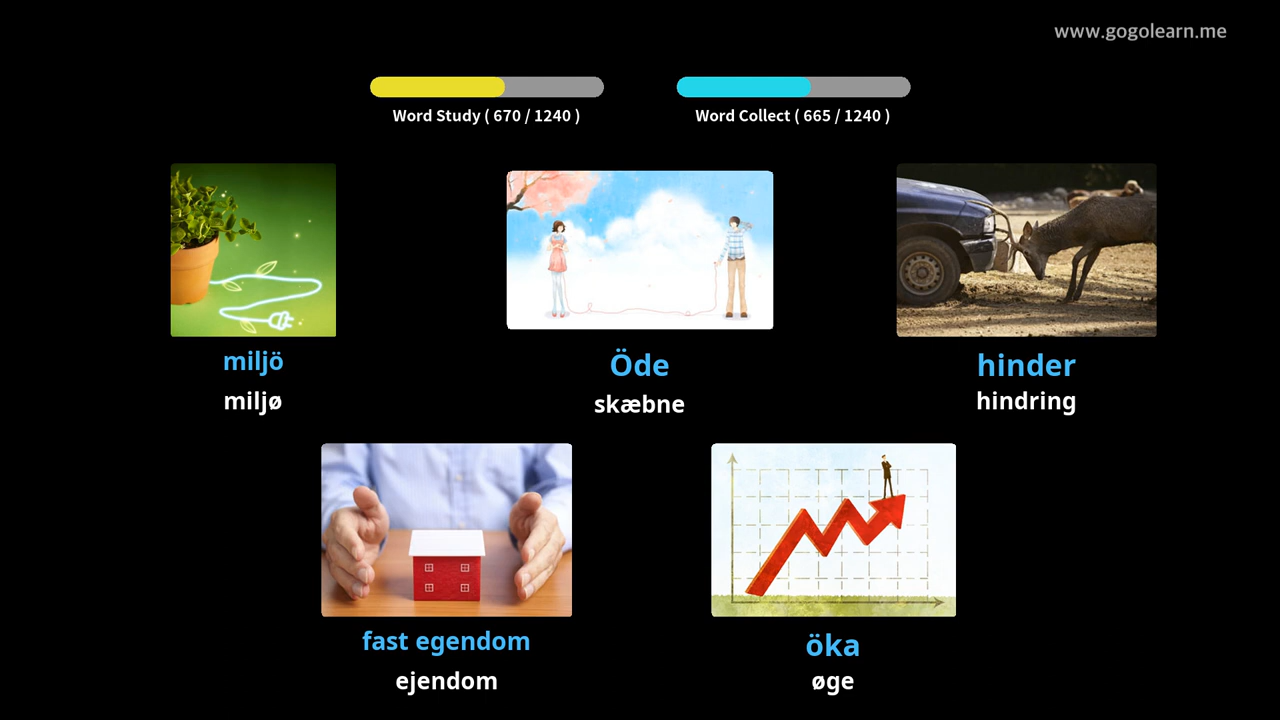 www.gogolearn.me
Word Study ( 670 / 1240 )
Word Collect ( 665 / 1240 )
miljö
miljø
Öde
skæbne
hinder
hindring
fast egendom
ejendom
öka
øge